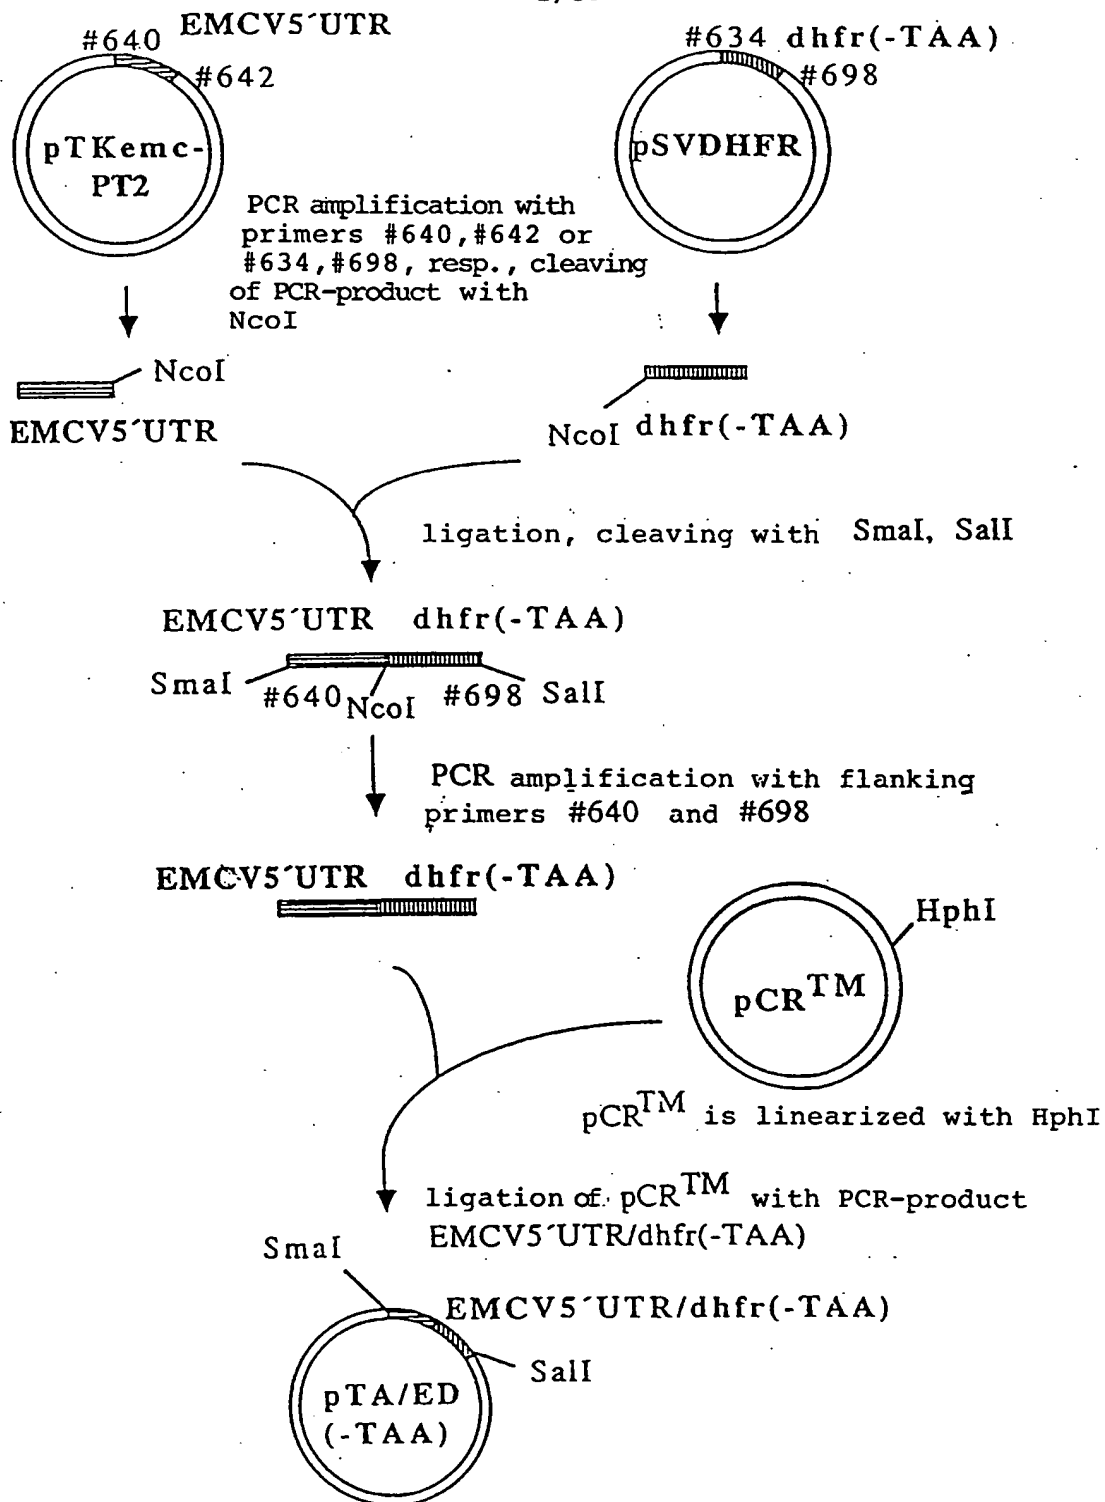 #640 EMCV5´UTR
#642
pTKemc-
PT2
#634 dhfr(-TAA)
#698
pSVDHFR
PCR amplification with
primers #640,#642 or
#634,#698, resp., cleaving
of PCR-product with
NcoI
NcoI
EMCV5´UTR
NcoI dhfr(-TAA)
ligation, cleaving with SmaI, SalI
EMCV5´UTR dhfr(-TAA)
SmaI #640 NcoI #698 SalI
PCR amplification with flanking
primers #640 and #698
EMCV5´UTR dhfr(-TAA)
HphI
pCR™
pCR™ is linearized with HphI
ligation of pCR™ with PCR-product
EMCV5´UTR/dhfr(-TAA)
SmaI
EMCV5´UTR/dhfr(-TAA)
SalI
pTA/ED
(-TAA)